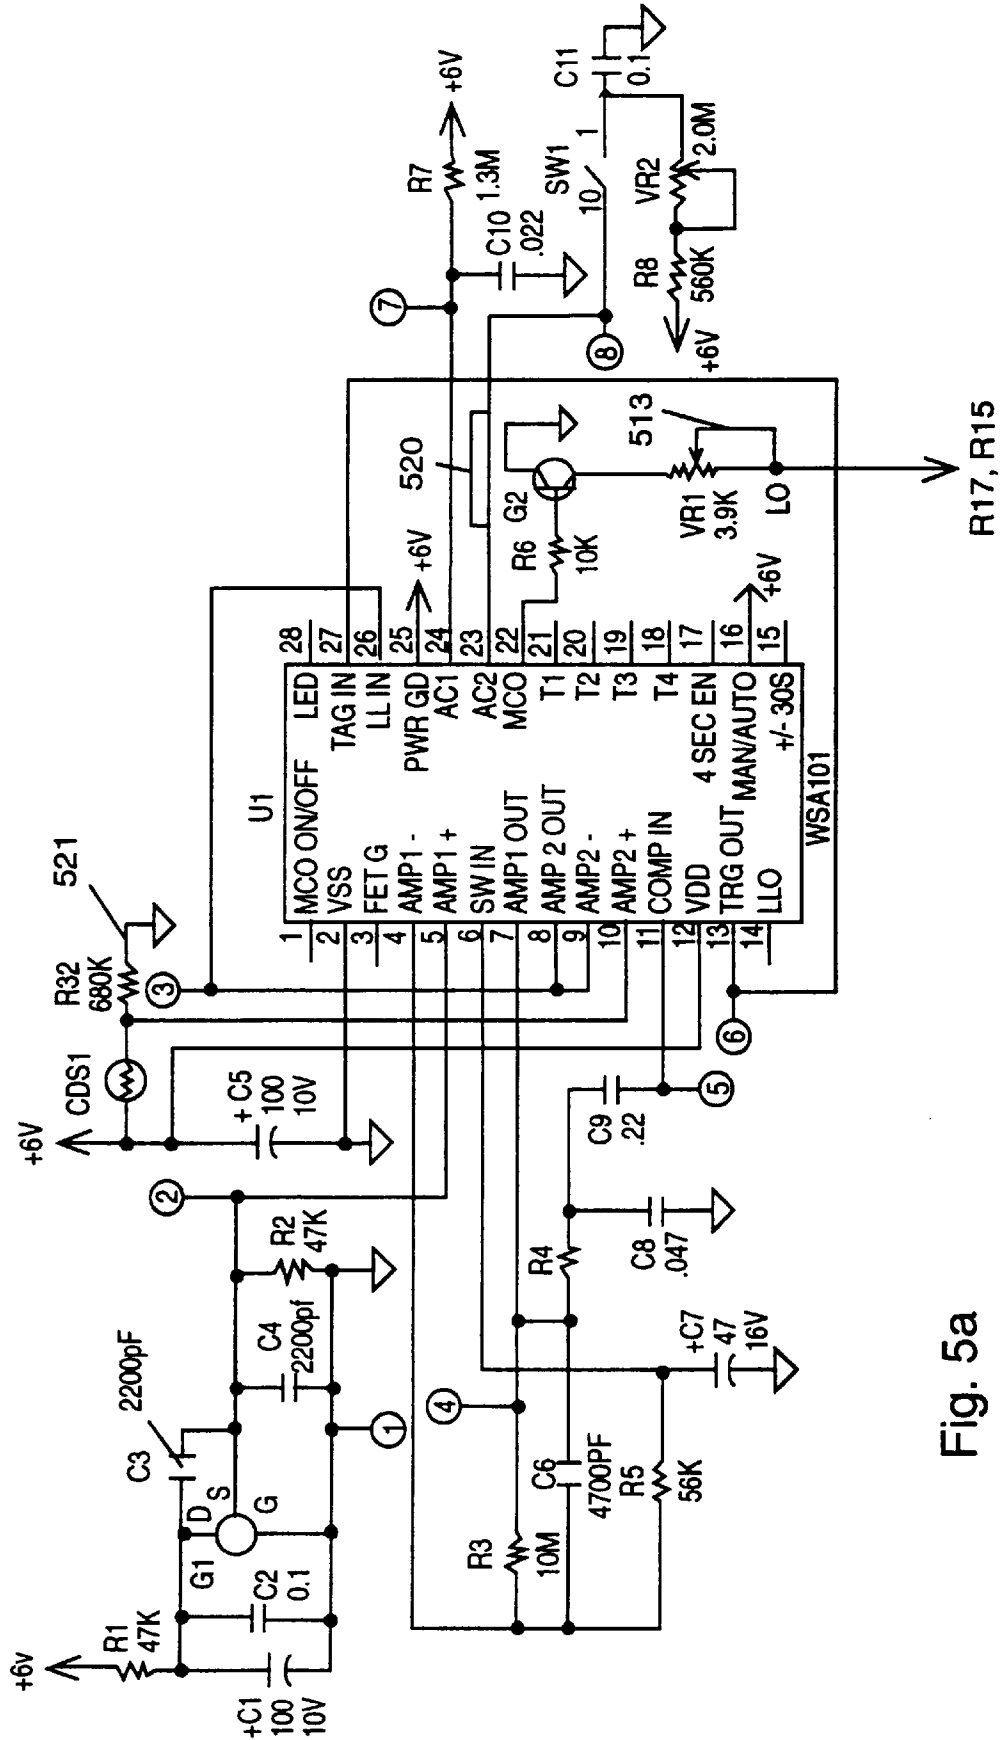 +6v
R1
47K
+C1
100
10V
C2
0.1
G1
D
S
G
C3
2200pF
C4
2200pf
R2
47K
1
2
+6V
CDS1
R32
680K
521
+ C5
100
10V
3
R3
10M
C6
4700PF
R5
56K
4
R4
+C7
47
16V
C8
.047
C9
.22
5
6
U1
1
2
3
4
5
6
7
8
9
10
11
12
13
14
MCO ON/OFF
VSS
FET G
AMP1 -
AMP1 +
SW IN
AMP1 OUT
AMP 2 OUT
AMP2 -
AMP2 +
COMP IN
VDD
TRG OUT
LLO
LED
TAG IN
LL IN
PWR GD
AC1
AC2
MCO
T1
T2
T3
T4
4 SEC EN
MAN/AUTO
+/- 30S
28
27
26
25
24
23
22
21
20
19
18
17
16
15
WSA101
+6V
+6V
520
R6
10K
G2
VR1
3.9K
513
LO
R17, R15
7
R7
1.3M
+6V
C10
.022
8
SW1
10
1
C11
0.1
+6V
R8
560K
VR2
2.0M
Fig. 5a